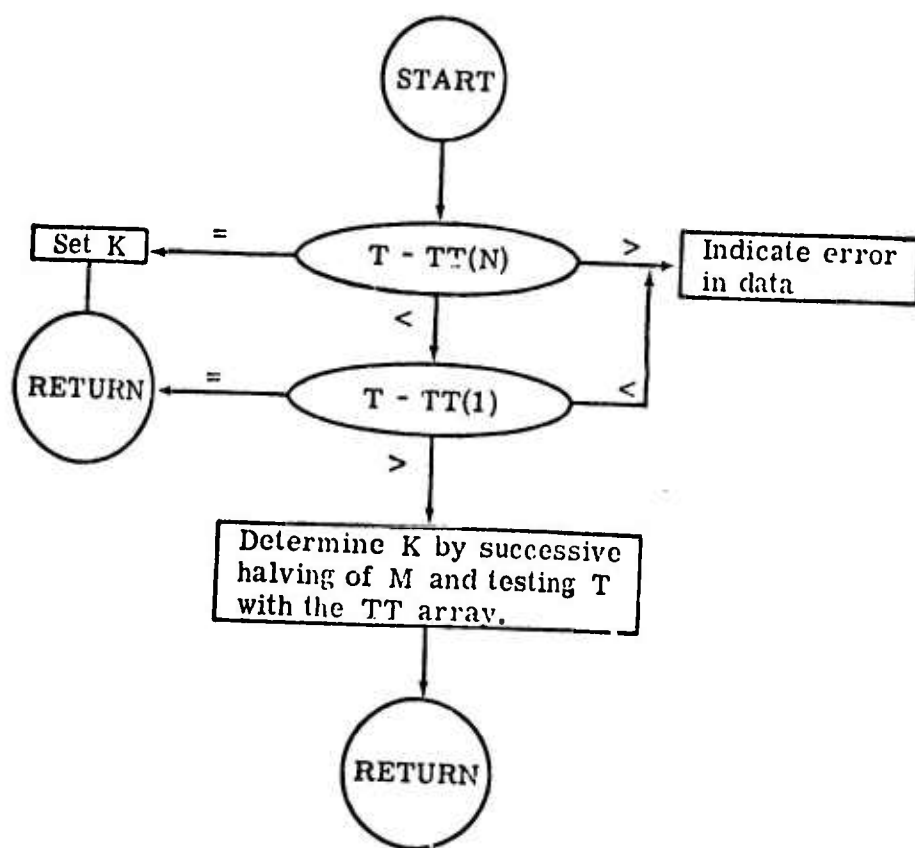 START
T - TT(N)
=
Set K
>
Indicate error
in data
<
T - TT(1)
=
RETURN
<
>
Determine K by successive
halving of M and testing T
with the TT array.
RETURN